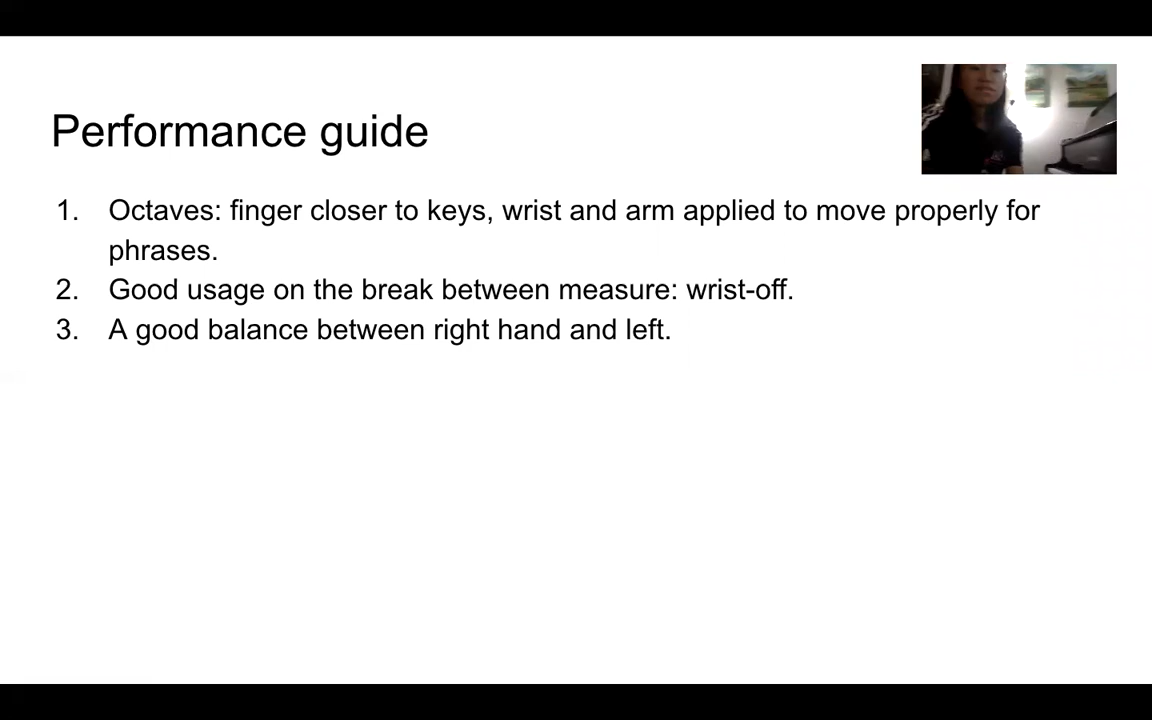 Performance guide
1. Octaves: finger closer to keys, wrist and arm applied to move properly for
phrases.
2. Good usage on the break between measure: wrist-off.
3. A good balance between right hand and left.